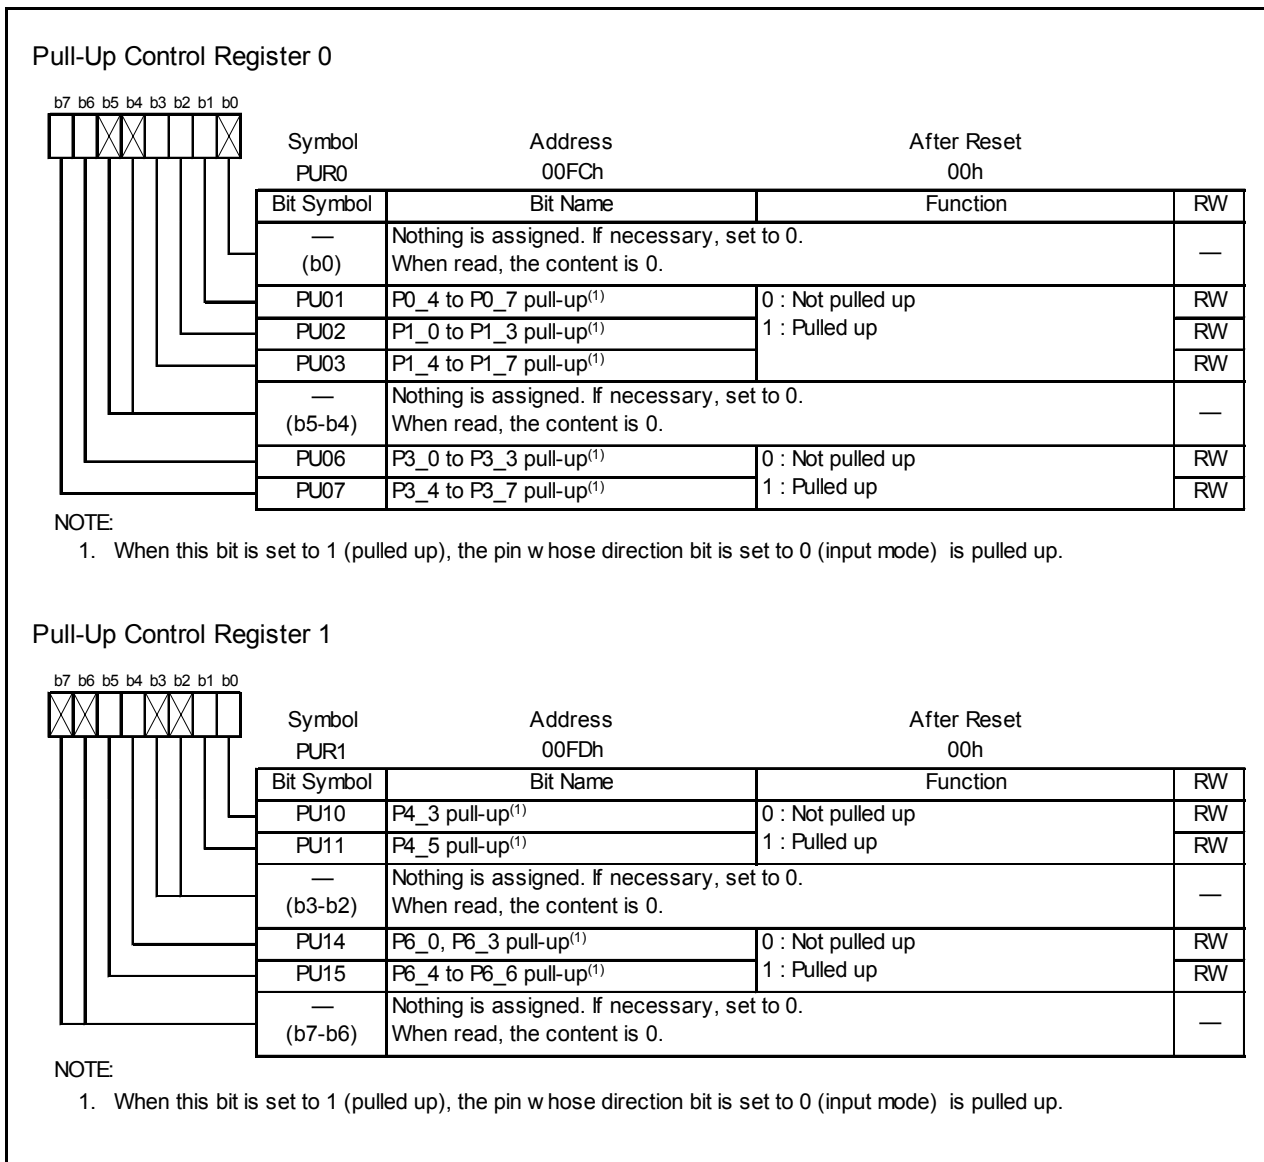 Pull-Up Control Register 0
b7 b6 b5 b4 b3 b2 b1 b0
Symbol Address After Reset
PUR0 00FCh 00h
Bit Symbol Bit Name Function RW
— Nothing is assigned. If necessary, set to 0.
(b0) When read, the content is 0. —
PU01 P0_4 to P0_7 pull-up(1) 0 : Not pulled up RW
PU02 P1_0 to P1_3 pull-up(1) 1 : Pulled up RW
PU03 P1_4 to P1_7 pull-up(1) RW
— Nothing is assigned. If necessary, set to 0.
(b5-b4) When read, the content is 0. —
PU06 P3_0 to P3_3 pull-up(1) 0 : Not pulled up RW
PU07 P3_4 to P3_7 pull-up(1) 1 : Pulled up RW
NOTE:
1. When this bit is set to 1 (pulled up), the pin whose direction bit is set to 0 (input mode) is pulled up.
Pull-Up Control Register 1
b7 b6 b5 b4 b3 b2 b1 b0
Symbol Address After Reset
PUR1 00FDh 00h
Bit Symbol Bit Name Function RW
PU10 P4_3 pull-up(1) 0 : Not pulled up RW
PU11 P4_5 pull-up(1) 1 : Pulled up RW
— Nothing is assigned. If necessary, set to 0.
(b3-b2) When read, the content is 0. —
PU14 P6_0, P6_3 pull-up(1) 0 : Not pulled up RW
PU15 P6_4 to P6_6 pull-up(1) 1 : Pulled up RW
— Nothing is assigned. If necessary, set to 0.
(b7-b6) When read, the content is 0. —
NOTE:
1. When this bit is set to 1 (pulled up), the pin whose direction bit is set to 0 (input mode) is pulled up.